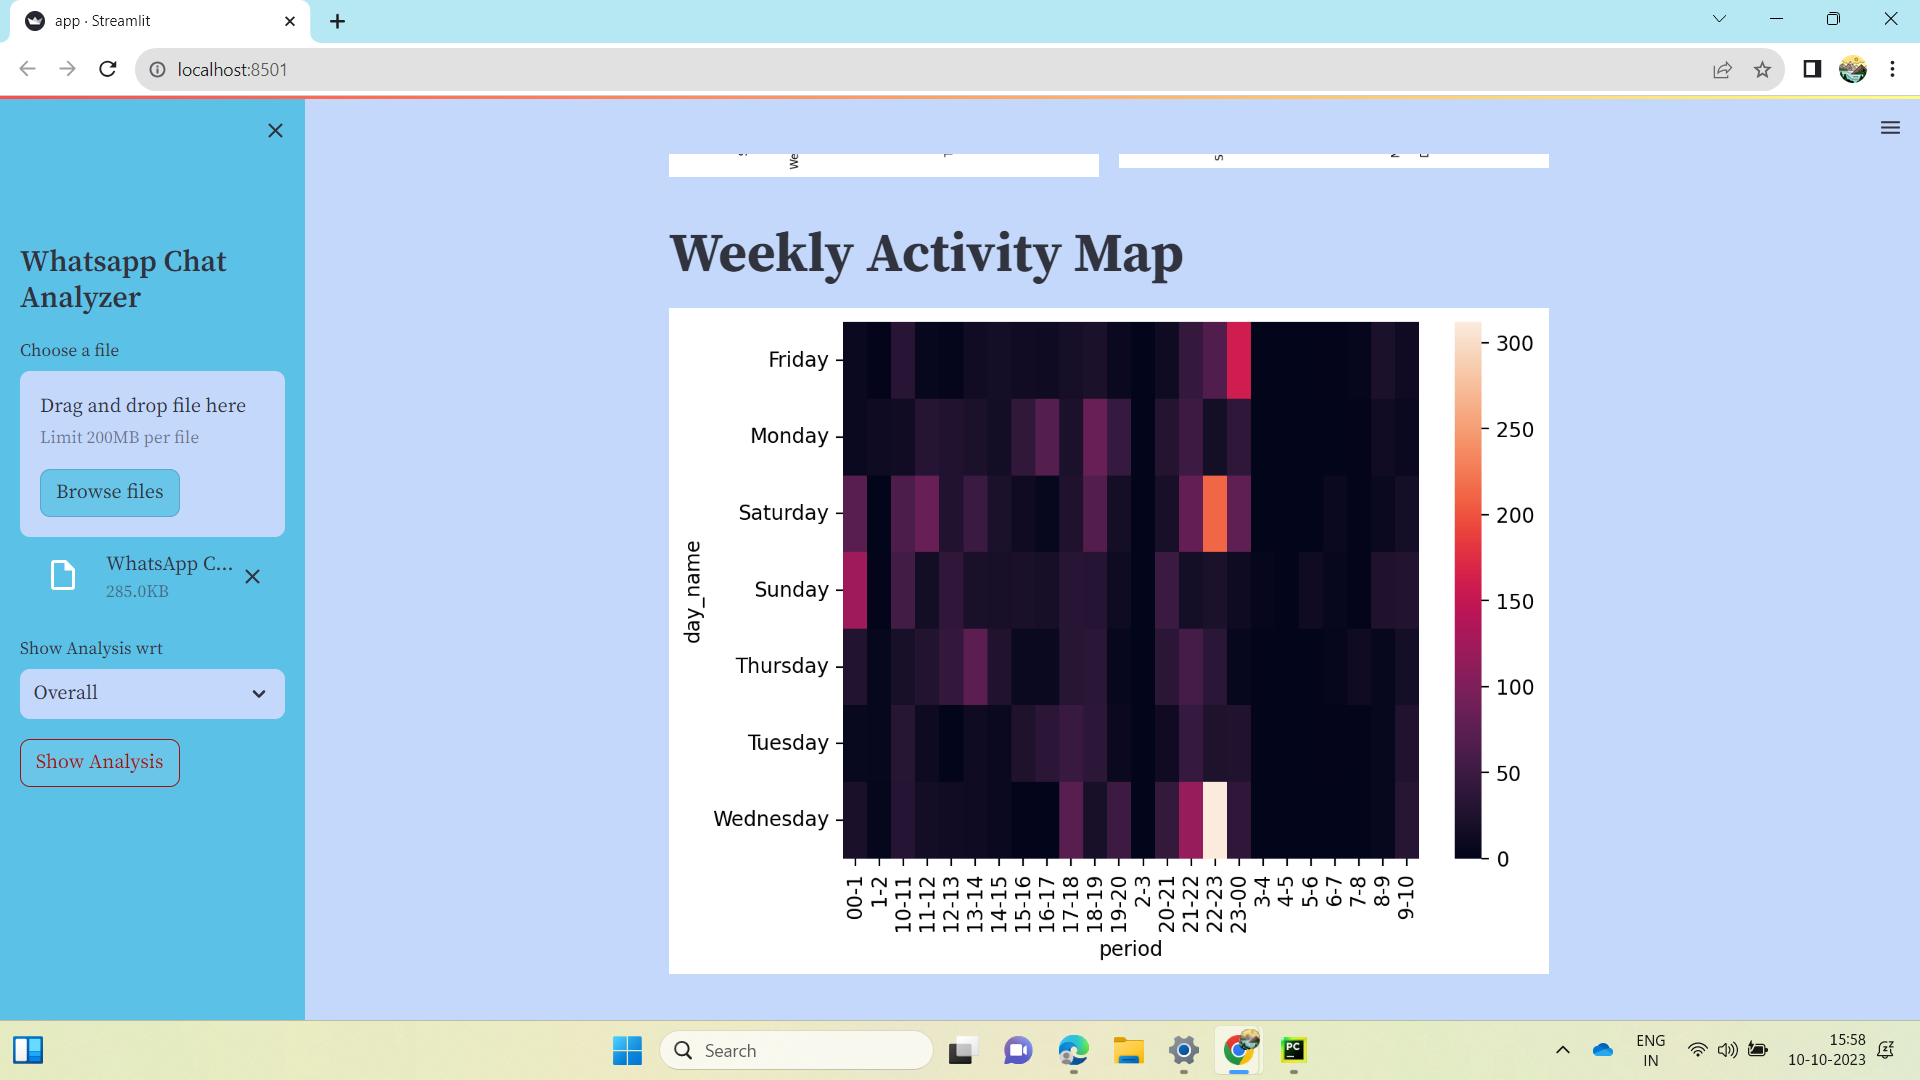 app · Streamlit
localhost:8501
Whatsapp Chat
Analyzer
Choose a file
Drag and drop file here
Limit 200MB per file
Browse files
WhatsApp C...
285.0KB
Show Analysis wrt
Overall
Show Analysis
We
S
Weekly Activity Map
day_name
Friday
Monday
Saturday
Sunday
Thursday
Tuesday
Wednesday
00-1
1-2
10-11
11-12
12-13
13-14
14-15
15-16
16-17
17-18
18-19
19-20
2-3
20-21
21-22
22-23
23-00
3-4
4-5
5-6
6-7
7-8
8-9
9-10
period
300
250
200
150
100
50
0
Search
PC
ENG
IN
15:58
10-10-2023